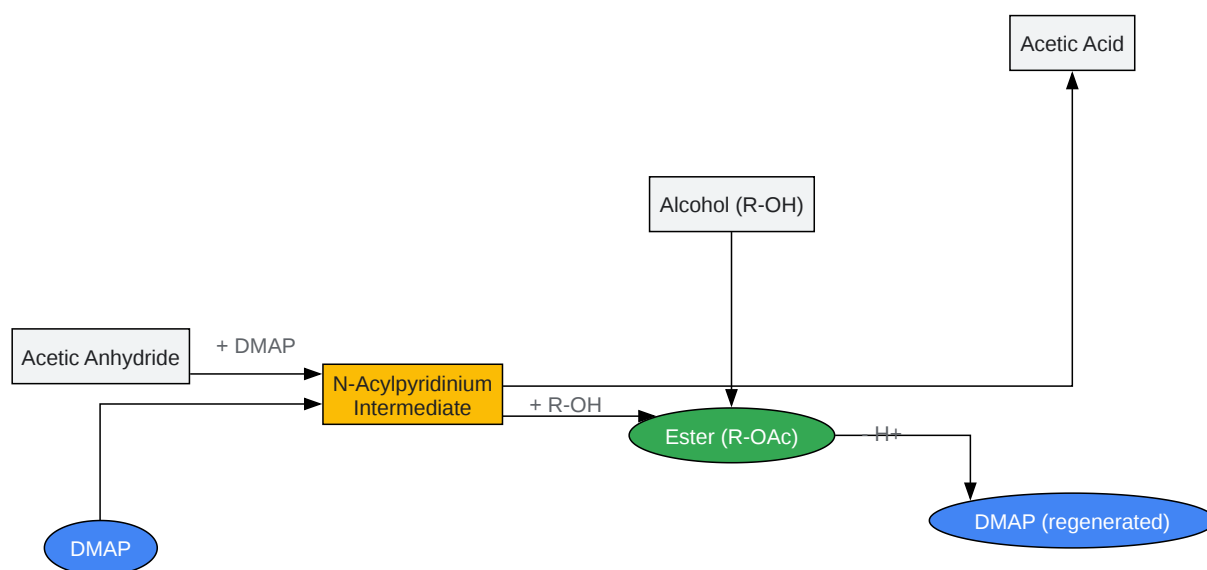 Acetic Acid
Alcohol (R-OH)
Acetic Anhydride
+ DMAP
N-Acylpyridinium
Intermediate
+ R-OH
Ester (R-OAc)
- H+
DMAP (regenerated)
DMAP